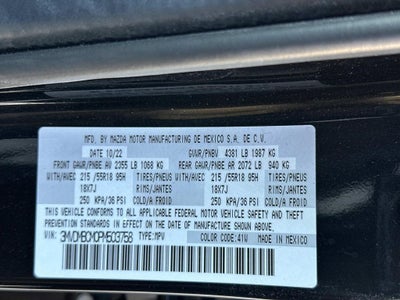 MFD. BY MAZDA MOTOR MANUFACTURING DE MEXICO S.A. DE C.V.
DATE 10/22 GVWR/PNBV 4381 LB 1987 KG
FRONT GAWR/PNBE AV 2355 LB 1068 KG REAR GAWR/PNBE AR 2072 LB 940 KG
WITH/AVEC 215/55R18 95H TIRES/PNEUS WITH/AVEC 215/55R18 95H TIRES/PNEUS
18X7J RIMS/JANTES 18X7J RIMS/JANTES
250 KPA/36 PSI COLD/A FROID 250 KPA/36 PSI COLD/A FROID
THIS VEHICLE CONFORMS TO ALL APPLICABLE FEDERAL MOTOR VEHICLE SAFETY STANDARDS
IN EFFECT ON THE DATE OF MANUFACTURE SHOWN ABOVE.
VIN: TYPE:MPV COLOR CODE:41W MADE IN MEXICO